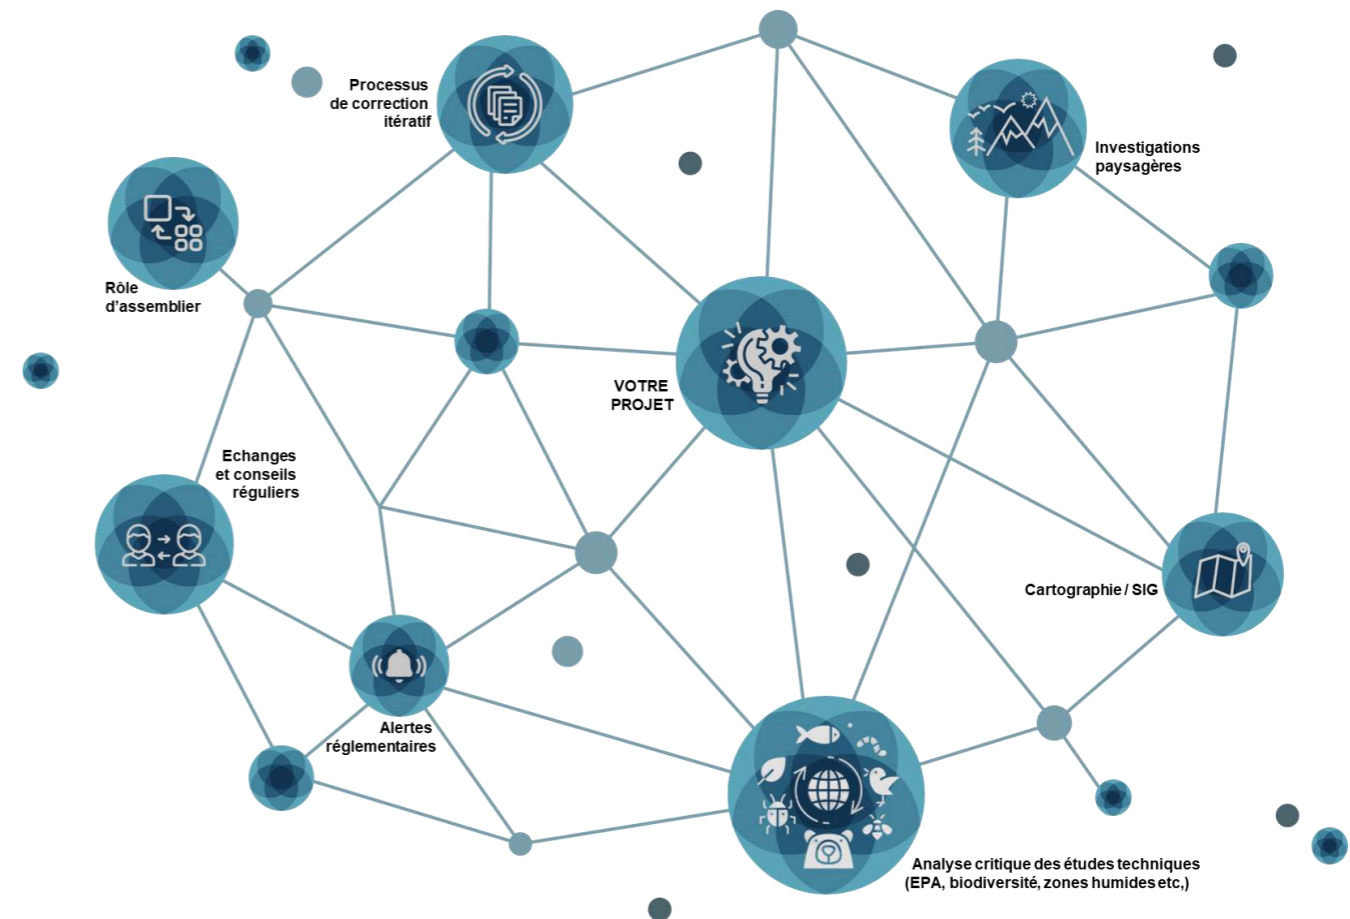 Processus
de correction
itératif
Investigations
paysagères
Rôle
d'assemblier
VOTRE
PROJET
Echanges
et conseils
réguliers
Cartographie / SIG
Alertes
réglementaires
Analyse critique des études techniques
(EPA, biodiversité, zones humides etc,)